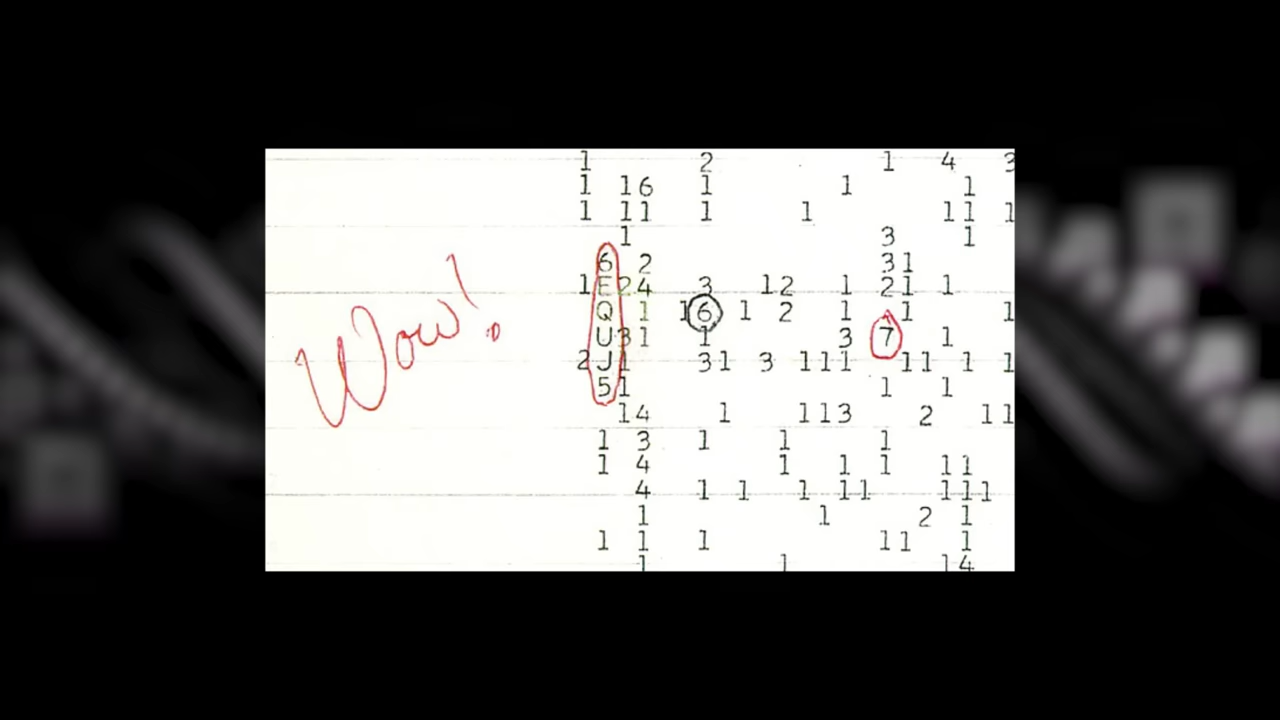 Wow!
1 2 1 4 3
1 16 1 1 1
1 11 1 1 11 1
1 3 1
6 2 31
1E24 3 12 1 21 1
Q 1 16 1 2 1 1 1
U31 1 3 7 1
2J1 31 3 111 11 1 1
51 1 1
14 1 113 2 11
1 3 1 1 1
1 4 1 1 1 11
4 1 1 1 11 111
1 1 2 1
1 1 1 11 1
1 1 14